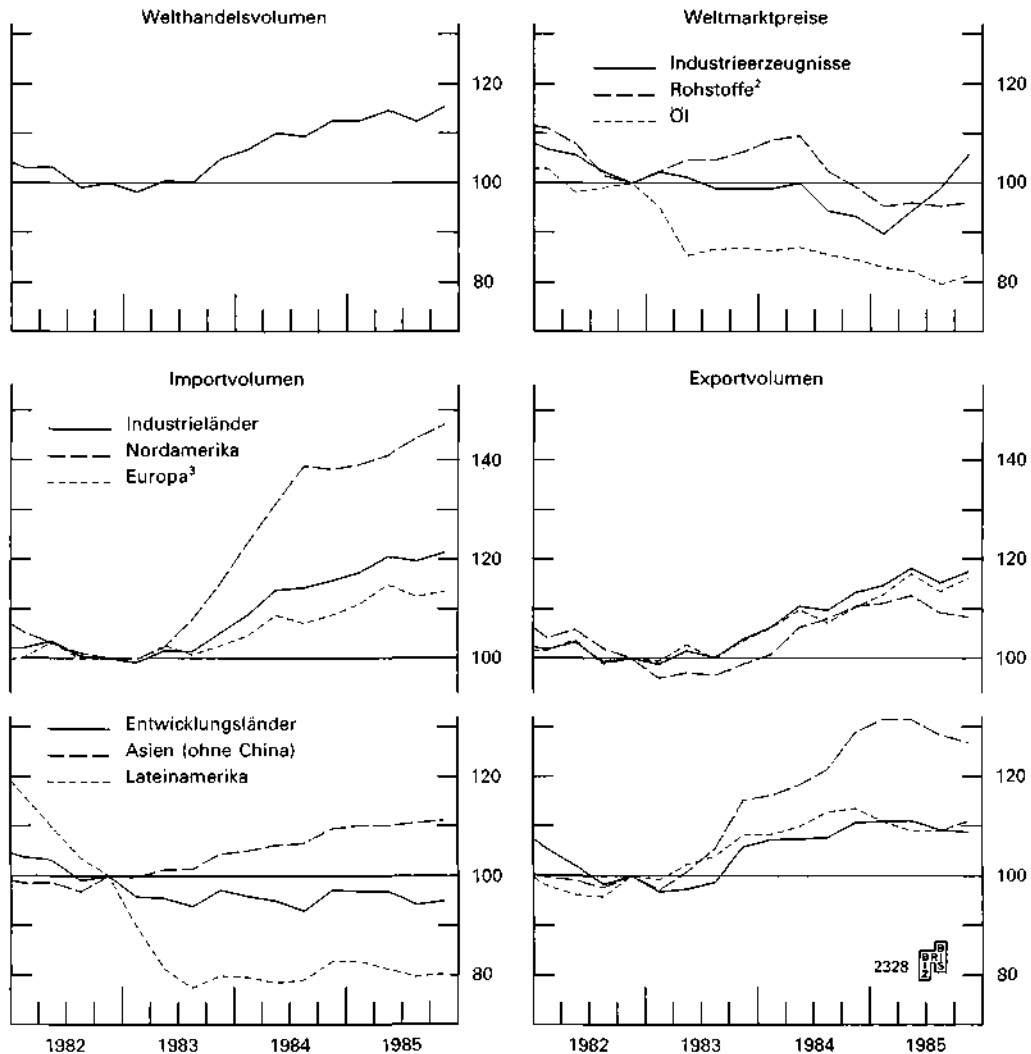 Welthandelsvolumen
120
100
80
Weltmarktpreise
Industrieerzeugnisse
Rohstoffe²
Öl
120
100
80
Importvolumen
Industrieländer
Nordamerika
Europa³
140
120
100
Exportvolumen
140
120
100
Entwicklungsländer
Asien (ohne China)
Lateinamerika
120
100
80
1982 1983 1984 1985
120
100
80
2328
B
BRI
IS
Z
1982 1983 1984 1985